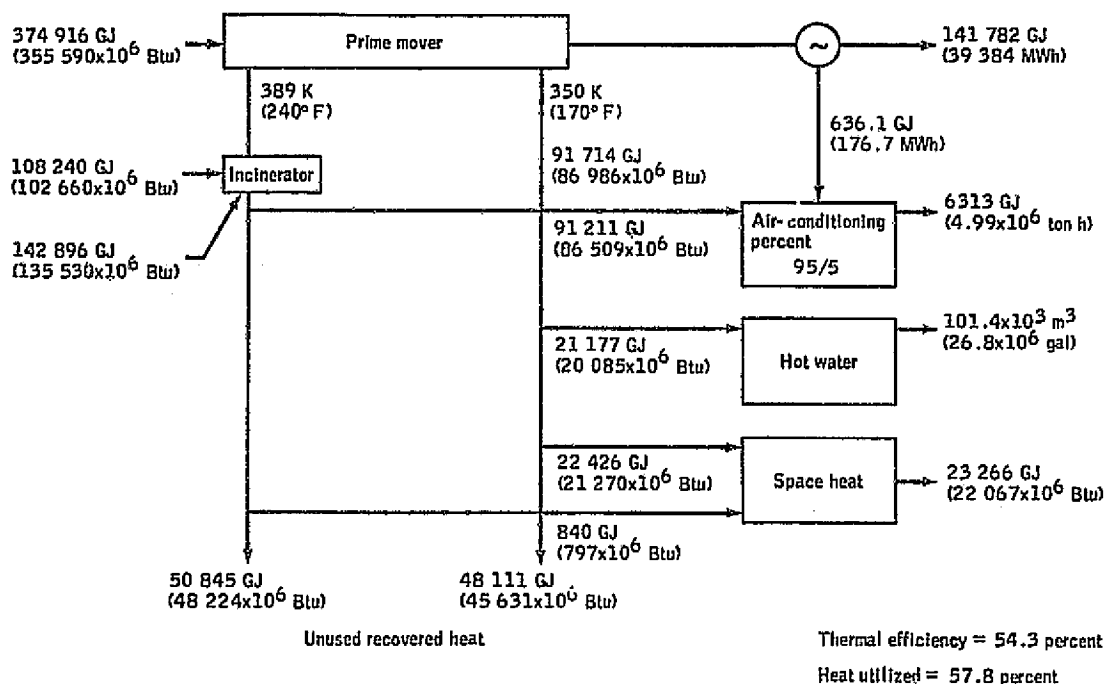 374 916 GJ
(355 590x10⁶ Btu)
Prime mover
~
141 782 GJ
(39 384 MWh)
389 K
(240° F)
350 K
(170° F)
636.1 GJ
(176.7 MWh)
108 240 GJ
(102 660x10⁶ Btu)
Incinerator
91 714 GJ
(86 986x10⁶ Btu)
142 896 GJ
(135 530x10⁶ Btu)
91 211 GJ
(86 509x10⁶ Btu)
Air-conditioning
percent
95/5
6313 GJ
(4.99x10⁶ ton h)
21 177 GJ
(20 085x10⁶ Btu)
Hot water
101.4x10³ m³
(26.8x10⁶ gal)
22 426 GJ
(21 270x10⁶ Btu)
Space heat
23 266 GJ
(22 067x10⁶ Btu)
840 GJ
(797x10⁶ Btu)
50 845 GJ
(48 224x10⁶ Btu)
48 111 GJ
(45 631x10⁶ Btu)
Unused recovered heat
Thermal efficiency = 54.3 percent
Heat utilized = 57.8 percent